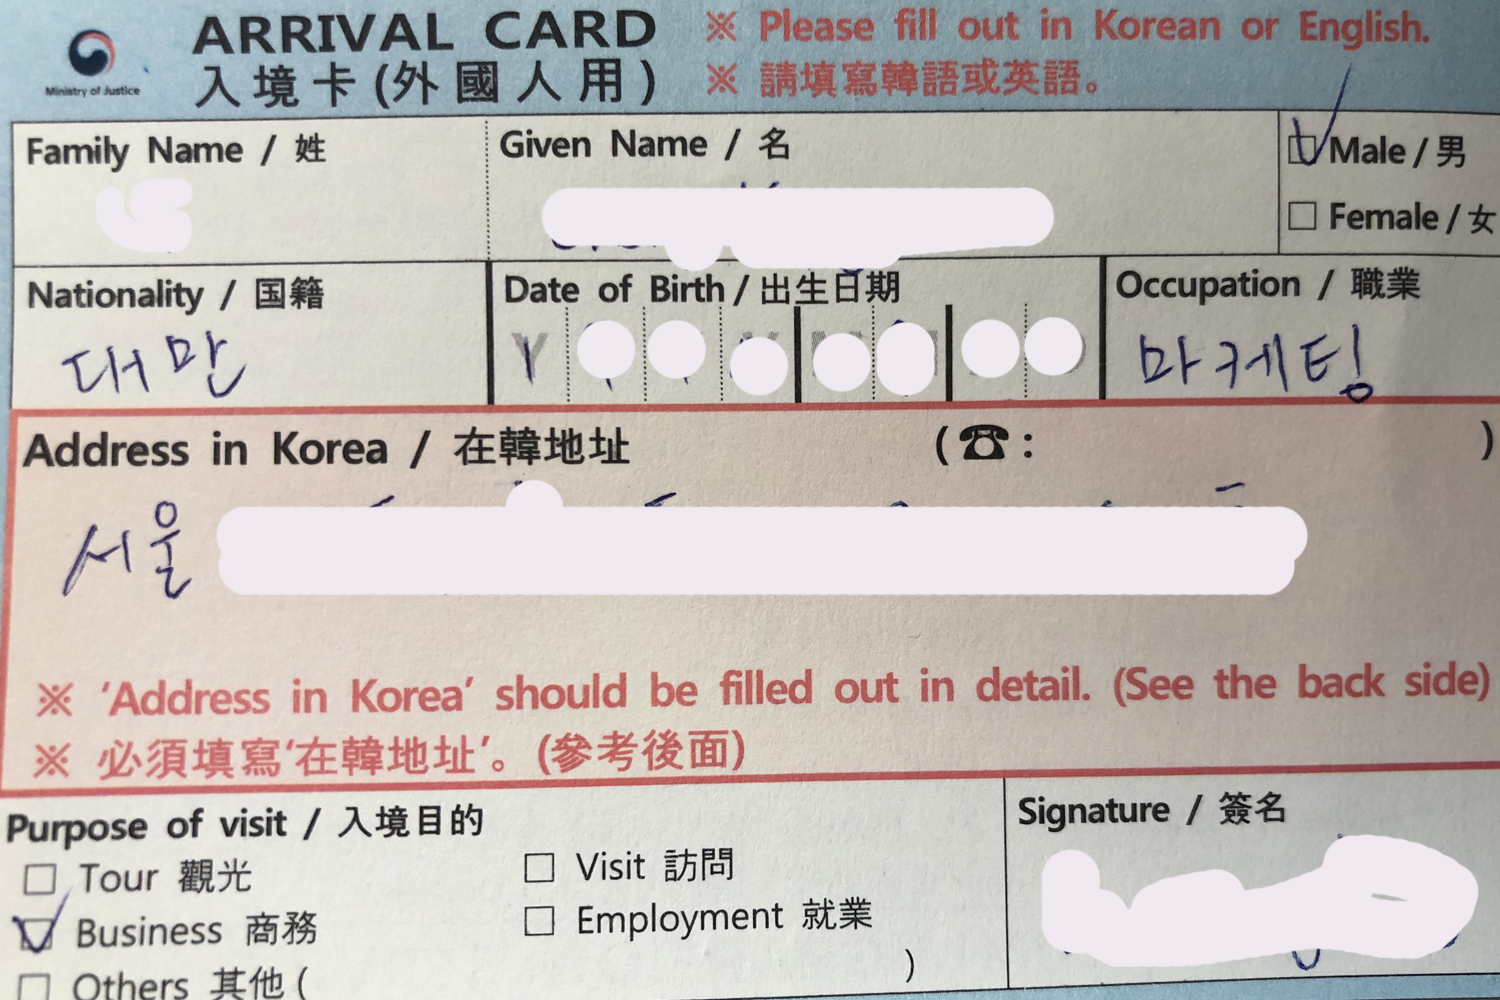 Ministry of Justice
ARRIVAL CARD
入境卡(外國人用)
※ Please fill out in Korean or English.
※ 請填寫韓語或英語。
Family Name / 姓
Given Name / 名
Male / 男
Female / 女
Nationality / 国籍
대만
Date of Birth / 出生日期
Occupation / 職業
마케팅
Address in Korea / 在韓地址 (☎: )
서울
※ 'Address in Korea' should be filled out in detail. (See the back side)
※ 必須填寫'在韓地址'。(參考後面)
Purpose of visit / 入境目的
Tour 觀光
Visit 訪問
Business 商務
Employment 就業
Others 其他 ( )
Signature / 簽名